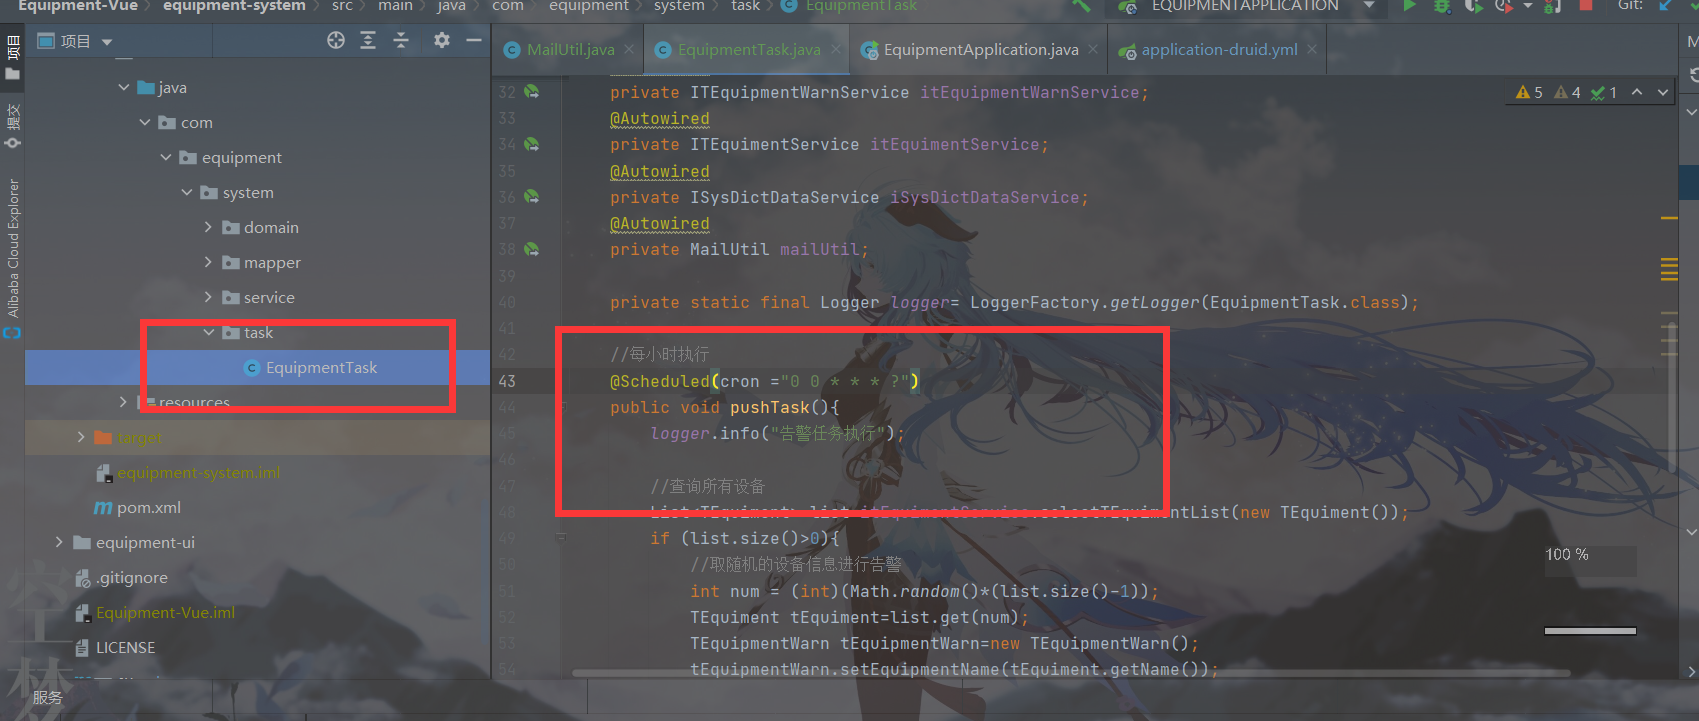 Equipment-Vue equipment-system src main java com equipment system task EquipmentTask EQUIPMENTAPPLICATION Git:
项目
提交
Alibaba Cloud Explorer
项目
java
com
equipment
system
domain
mapper
service
task
EquipmentTask
resources
target
equipment-system.iml
pom.xml
equipment-ui
.gitignore
Equipment-Vue.iml
LICENSE
服务
MailUtil.java EquipmentTask.java EquipmentApplication.java application-druid.yml
5 4 1
32 private ITEquipmentWarnService itEquipmentWarnService;
33 @Autowired
34 private ITEquimentService itEquimentService;
35 @Autowired
36 private ISysDictDataService iSysDictDataService;
37 @Autowired
38 private MailUtil mailUtil;
39
40 private static final Logger logger= LoggerFactory.getLogger(EquipmentTask.class);
41
42 //每小时执行
43 @Scheduled(cron ="0 0 * * * ?")
44 public void pushTask(){
45 logger.info("告警任务执行");
46
47 //查询所有设备
48 List<TEquiment> list=itEquimentService.selectTEquimentList(new TEquiment());
49 if (list.size()>0){
50 //取随机的设备信息进行告警
51 int num = (int)(Math.random()*(list.size()-1));
52 TEquiment tEquiment=list.get(num);
53 TEquipmentWarn tEquipmentWarn=new TEquipmentWarn();
54 tEquipmentWarn.setEquipmentName(tEquiment.getName());
100 %